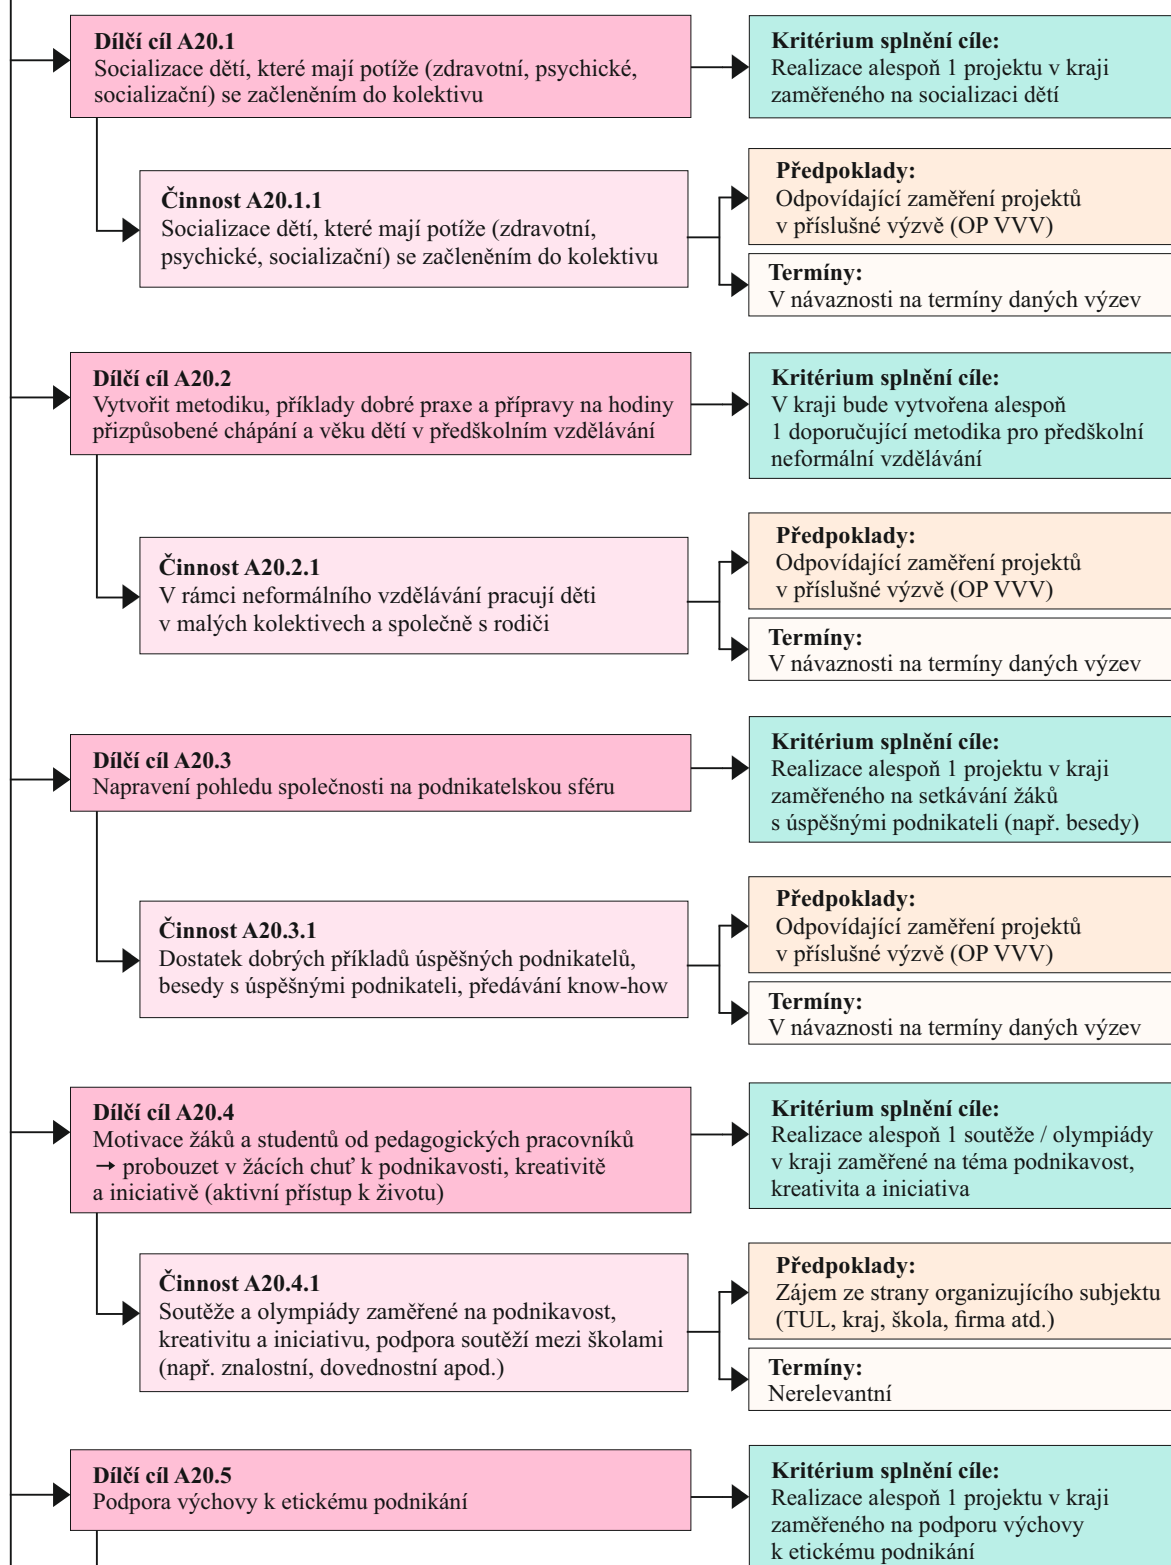 Dílčí cíl A20.1
Socializace dětí, které mají potíže (zdravotní, psychické,
socializační) se začleněním do kolektivu
Kritérium splnění cíle:
Realizace alespoň 1 projektu v kraji
zaměřeného na socializaci dětí
Činnost A20.1.1
Socializace dětí, které mají potíže (zdravotní,
psychické, socializační) se začleněním do kolektivu
Předpoklady:
Odpovídající zaměření projektů
v příslušné výzvě (OP VVV)
Termíny:
V návaznosti na termíny daných výzev
Dílčí cíl A20.2
Vytvořit metodiku, příklady dobré praxe a přípravy na hodiny
přizpůsobené chápání a věku dětí v předškolním vzdělávání
Kritérium splnění cíle:
V kraji bude vytvořena alespoň
1 doporučující metodika pro předškolní
neformální vzdělávání
Činnost A20.2.1
V rámci neformálního vzdělávání pracují děti
v malých kolektivech a společně s rodiči
Předpoklady:
Odpovídající zaměření projektů
v příslušné výzvě (OP VVV)
Termíny:
V návaznosti na termíny daných výzev
Dílčí cíl A20.3
Napravení pohledu společnosti na podnikatelskou sféru
Kritérium splnění cíle:
Realizace alespoň 1 projektu v kraji
zaměřeného na setkávání žáků
s úspěšnými podnikateli (např. besedy)
Činnost A20.3.1
Dostatek dobrých příkladů úspěšných podnikatelů,
besedy s úspěšnými podnikateli, předávání know-how
Předpoklady:
Odpovídající zaměření projektů
v příslušné výzvě (OP VVV)
Termíny:
V návaznosti na termíny daných výzev
Dílčí cíl A20.4
Motivace žáků a studentů od pedagogických pracovníků
→ probouzet v žácích chuť k podnikavosti, kreativitě
a iniciativě (aktivní přístup k životu)
Kritérium splnění cíle:
Realizace alespoň 1 soutěže / olympiády
v kraji zaměřené na téma podnikavost,
kreativita a iniciativa
Činnost A20.4.1
Soutěže a olympiády zaměřené na podnikavost,
kreativitu a iniciativu, podpora soutěží mezi školami
(např. znalostní, dovednostní apod.)
Předpoklady:
Zájem ze strany organizujícího subjektu
(TUL, kraj, škola, firma atd.)
Termíny:
Nerelevantní
Dílčí cíl A20.5
Podpora výchovy k etickému podnikání
Kritérium splnění cíle:
Realizace alespoň 1 projektu v kraji
zaměřeného na podporu výchovy
k etickému podnikání